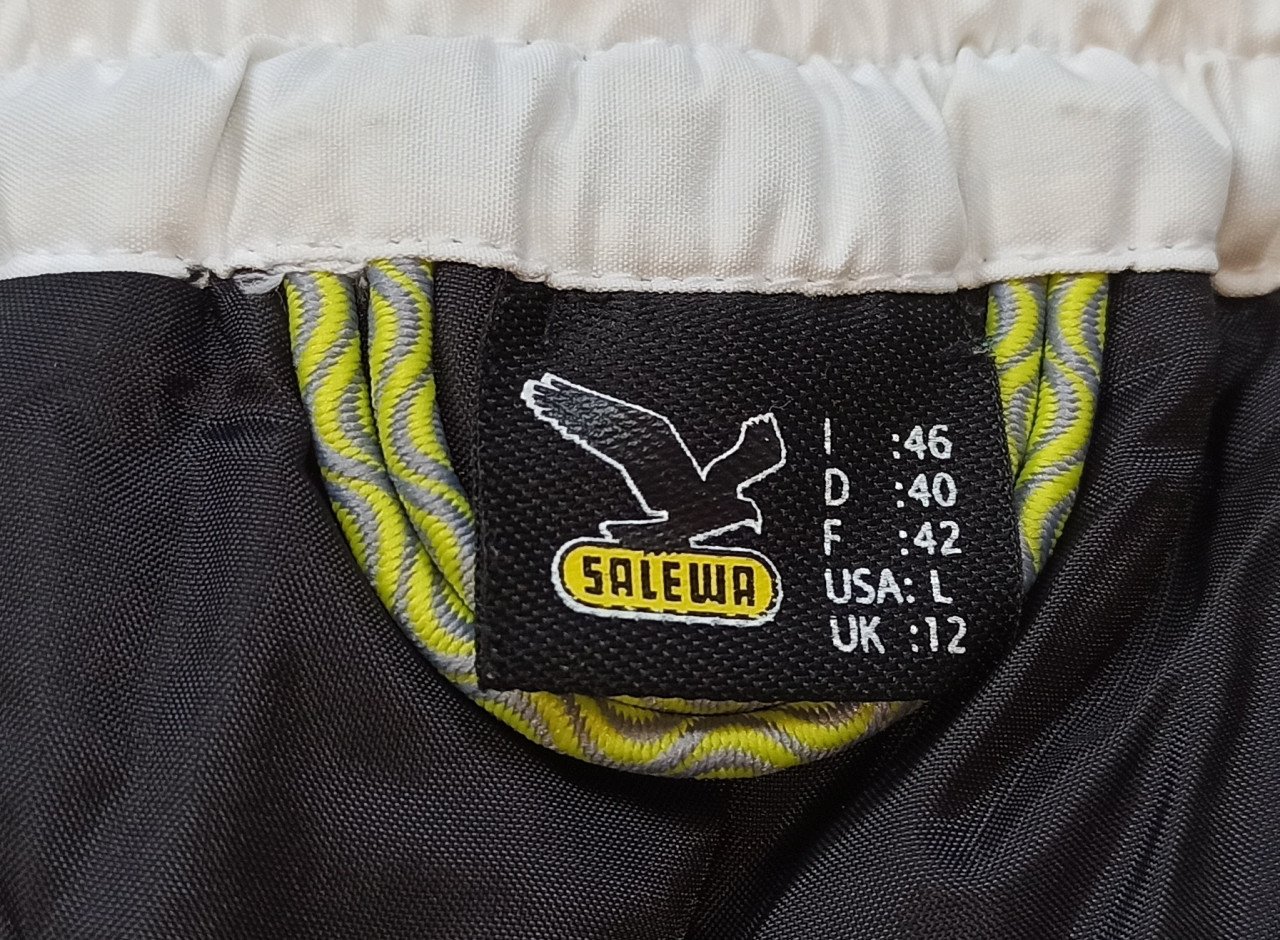 SALEWA
I :46
D :40
F :42
USA: L
UK :12